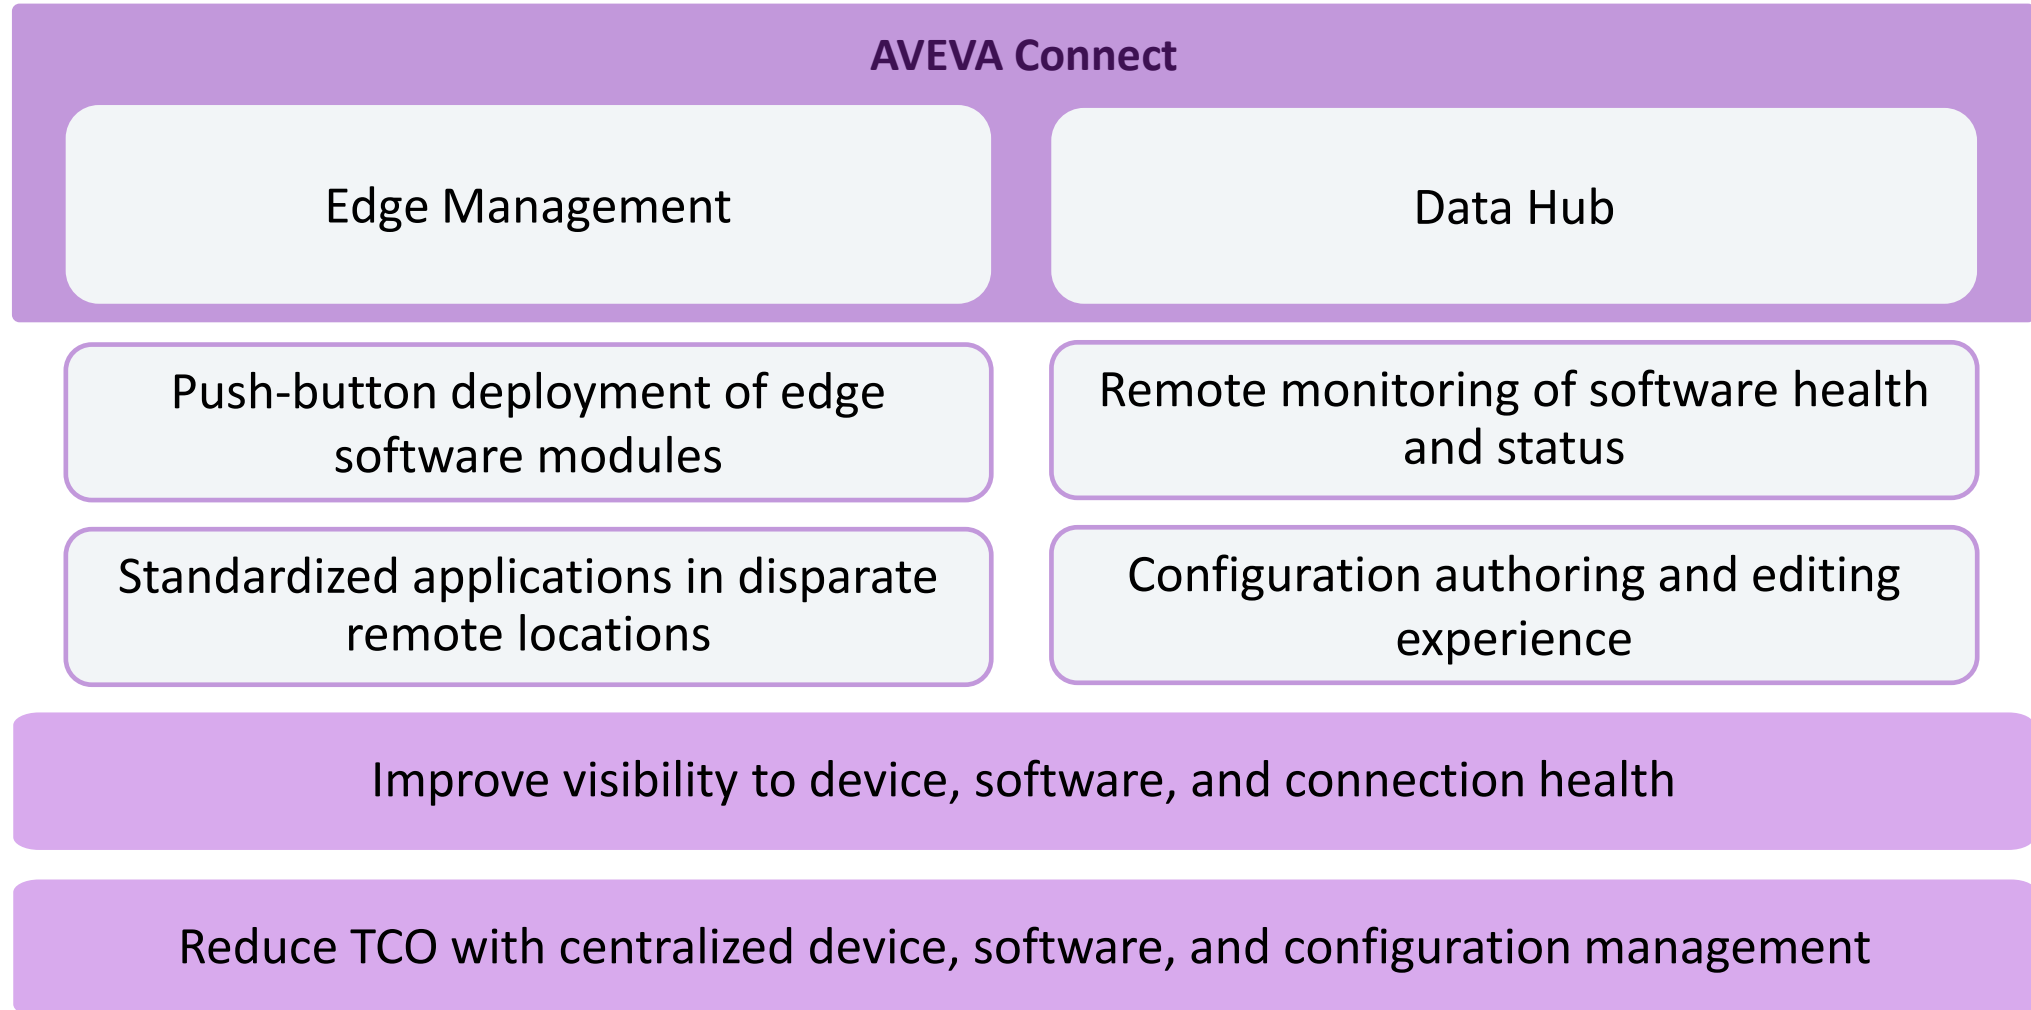 AVEVA Connect
Edge Management
Data Hub
Push-button deployment of edge
software modules
Remote monitoring of software health
and status
Standardized applications in disparate
remote locations
Configuration authoring and editing
experience
Improve visibility to device, software, and connection health
Reduce TCO with centralized device, software, and configuration management